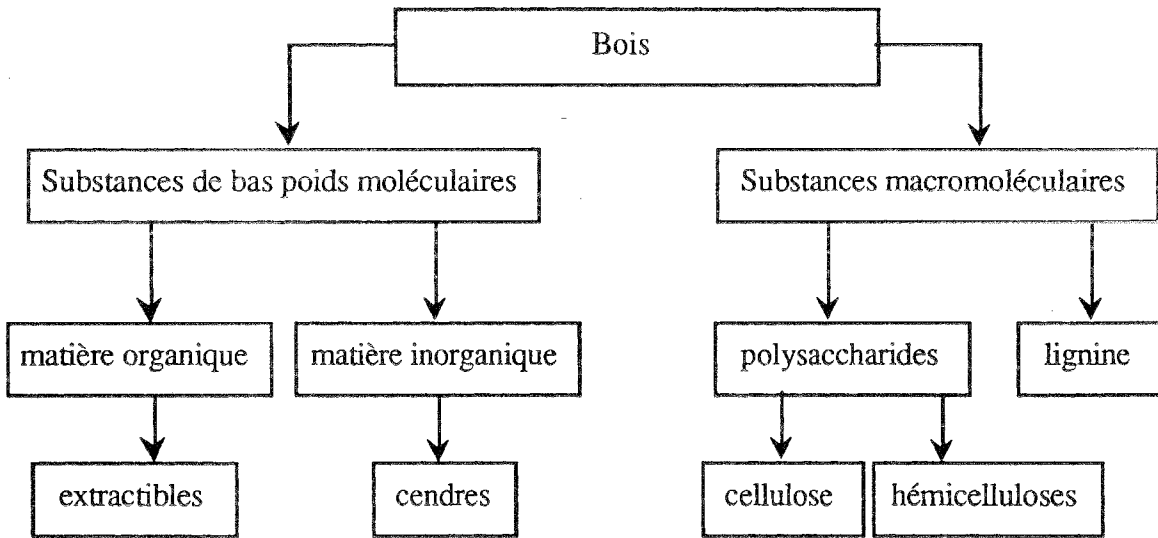 Bois
Substances de bas poids moléculaires
Substances macromoléculaires
matière organique
matière inorganique
polysaccharides
lignine
extractibles
cendres
cellulose
hémicelluloses